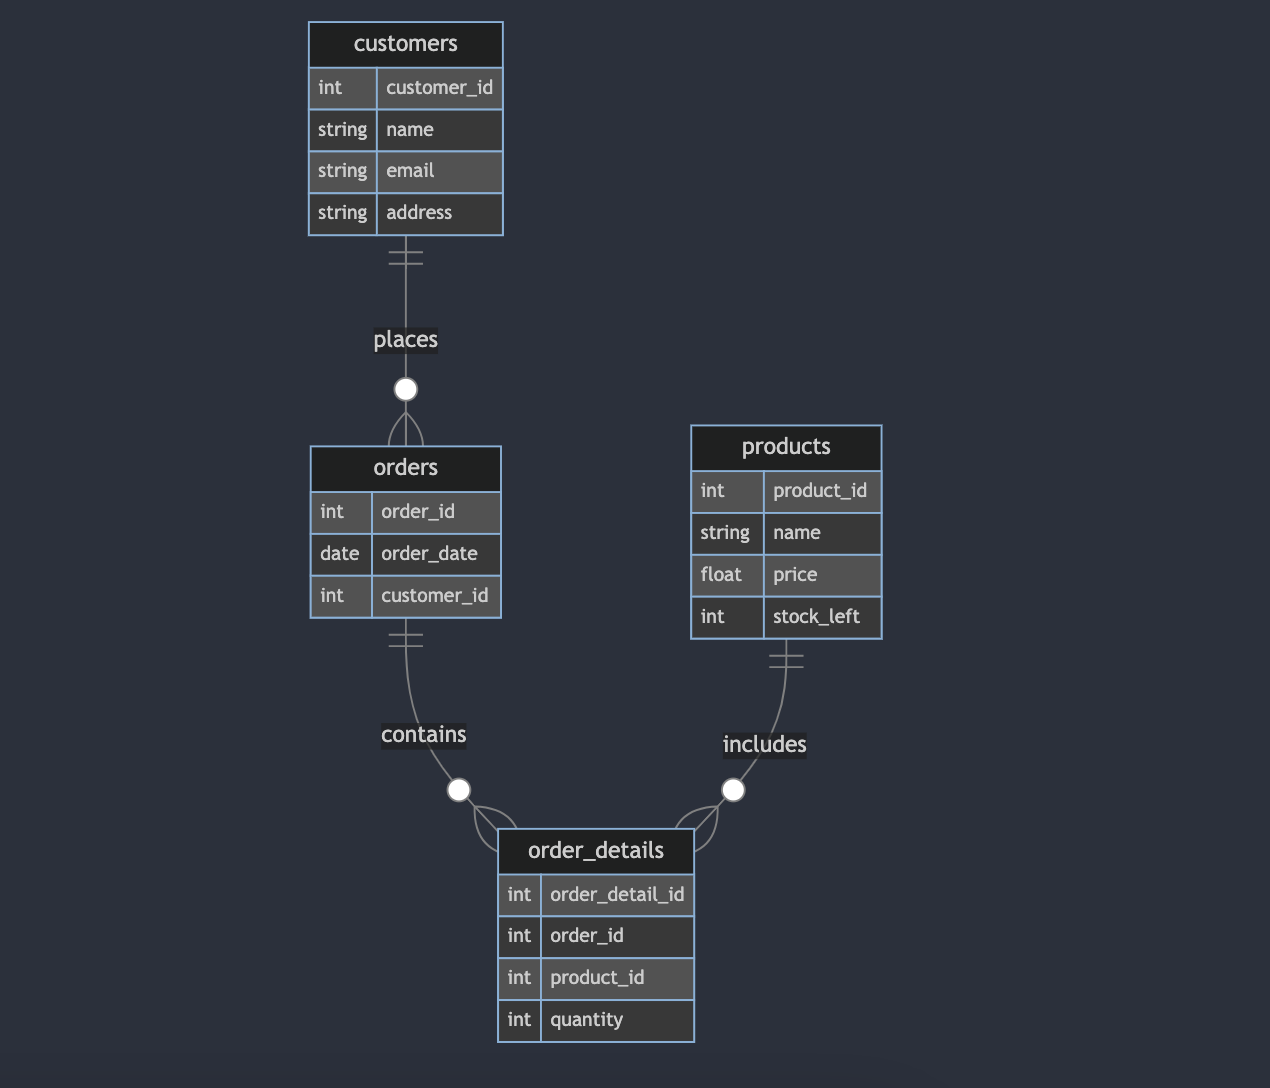 customers
int customer_id
string name
string email
string address
places
orders
int order_id
date order_date
int customer_id
products
int product_id
string name
float price
int stock_left
contains
includes
order_details
int order_detail_id
int order_id
int product_id
int quantity